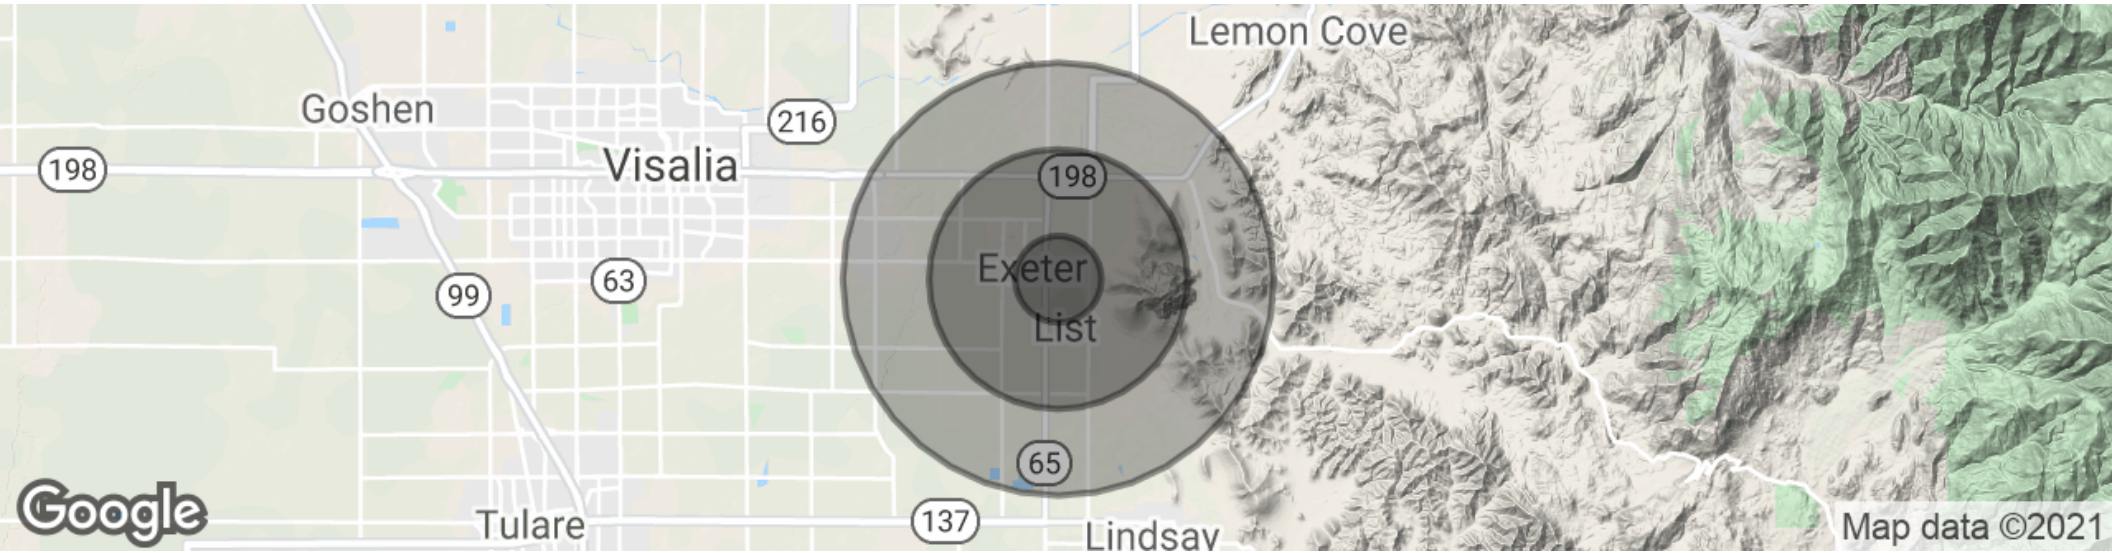 Lemon Cove
Goshen
216
Visalia
198
198
Exeter
63
99
List
65
Google
Tulare
137
Lindsay
Map data ©2021